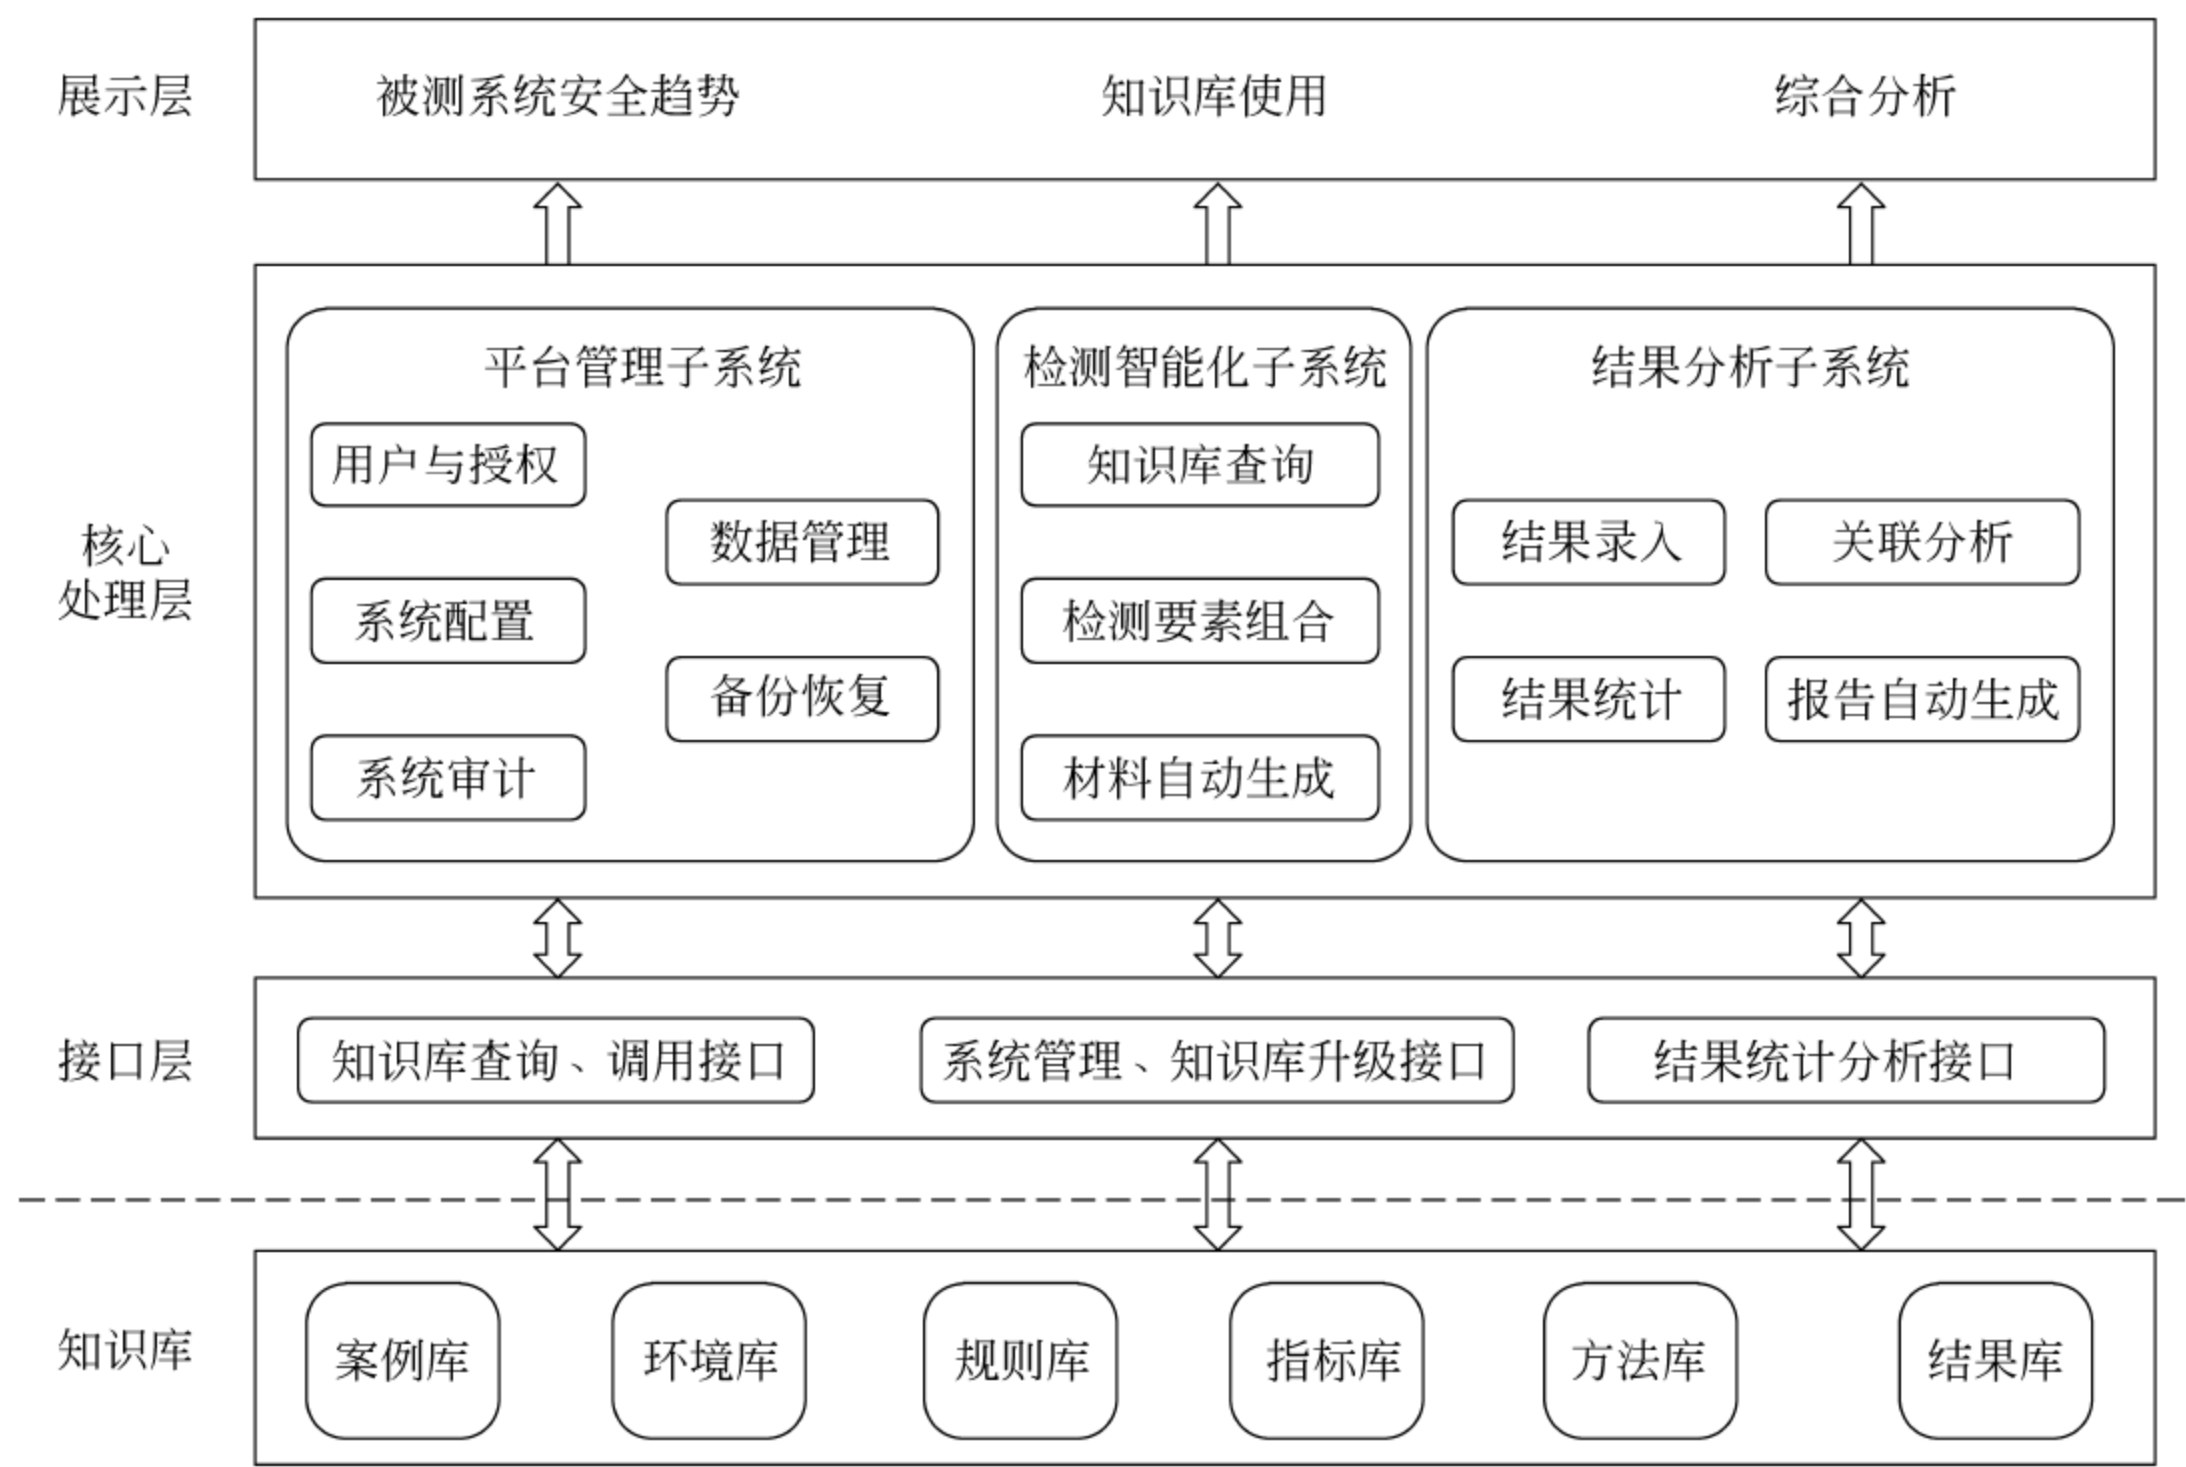 展示层
被测系统安全趋势
知识库使用
综合分析
核心
处理层
平台管理子系统
用户与授权
数据管理
系统配置
备份恢复
系统审计
检测智能化子系统
知识库查询
检测要素组合
材料自动生成
结果分析子系统
结果录入
关联分析
结果统计
报告自动生成
接口层
知识库查询、调用接口
系统管理、知识库升级接口
结果统计分析接口
知识库
案例库
环境库
规则库
指标库
方法库
结果库